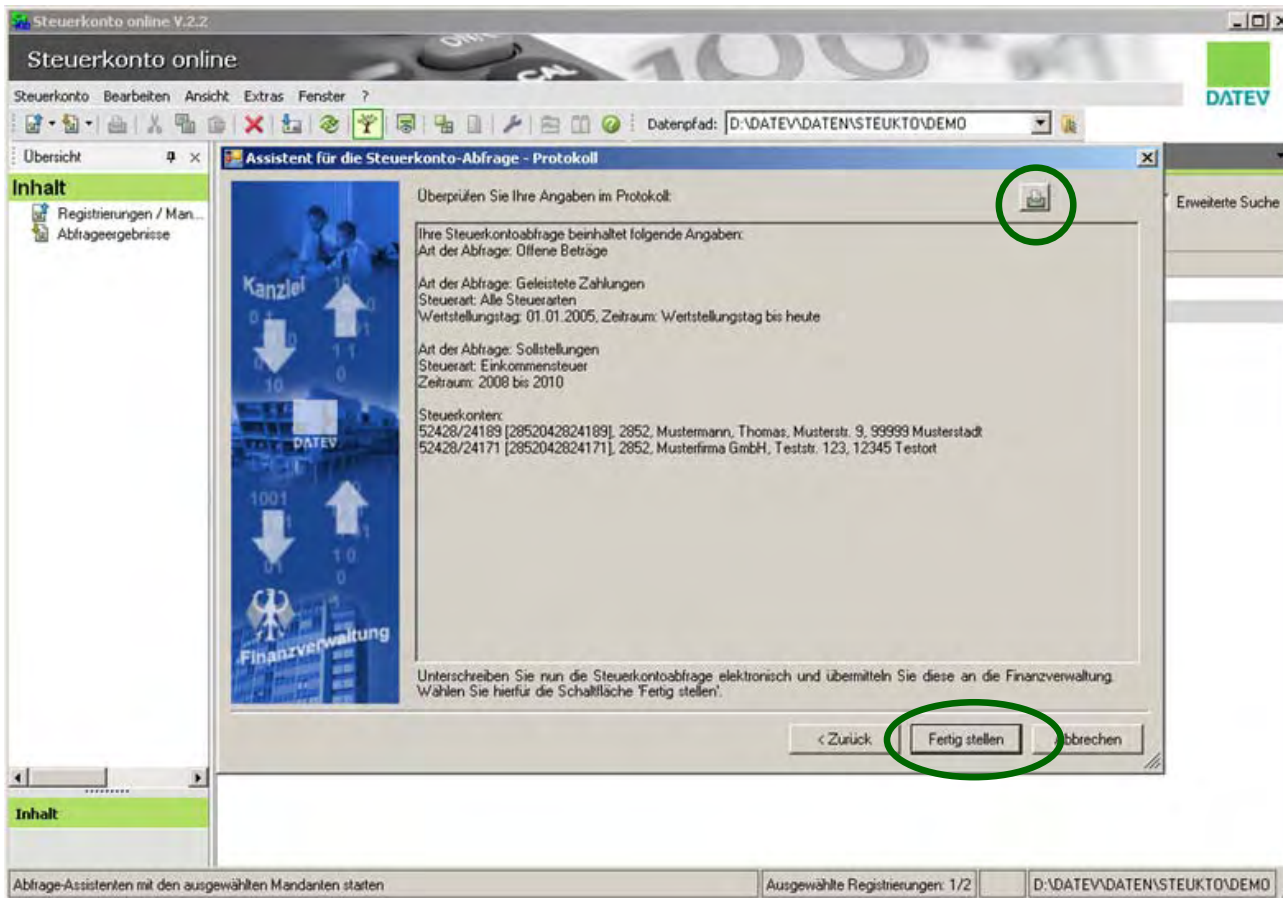 Steuerkonto online V.2.2
Steuerkonto online
DATEV
Steuerkonto Bearbeiten Ansicht Extras Fenster ?
Datenpfad: D:\DATEV\DATEN\STEUKTO\DEMO
Übersicht
Inhalt
Registrierungen / Man...
Abfrageergebnisse
Erweiterte Suche
Assistent für die Steuerkonto-Abfrage - Protokoll
Überprüfen Sie Ihre Angaben im Protokoll:
Ihre Steuerkontoabfrage beinhaltet folgende Angaben:
Art der Abfrage: Offene Beträge
Art der Abfrage: Geleistete Zahlungen
Steuerart: Alle Steuerarten
Wertstellungstag: 01.01.2005, Zeitraum: Wertstellungstag bis heute
Art der Abfrage: Sollstellungen
Steuerart: Einkommensteuer
Zeitraum: 2008 bis 2010
Steuerkonten:
52428/24189 [2852042824189], 2852, Mustermann, Thomas, Musterstr. 9, 99999 Musterstadt
52428/24171 [2852042824171], 2852, Musterfirma GmbH, Teststr. 123, 12345 Testort
Kanzlei
DATEV
Finanzverwaltung
Unterschreiben Sie nun die Steuerkontoabfrage elektronisch und übermitteln Sie diese an die Finanzverwaltung.
Wählen Sie hierfür die Schaltfläche 'Fertig stellen'.
< Zurück
Fertig stellen
Abbrechen
Inhalt
Abfrage-Assistenten mit den ausgewählten Mandanten starten
Ausgewählte Registrierungen: 1/2
D:\DATEV\DATEN\STEUKTO\DEMO